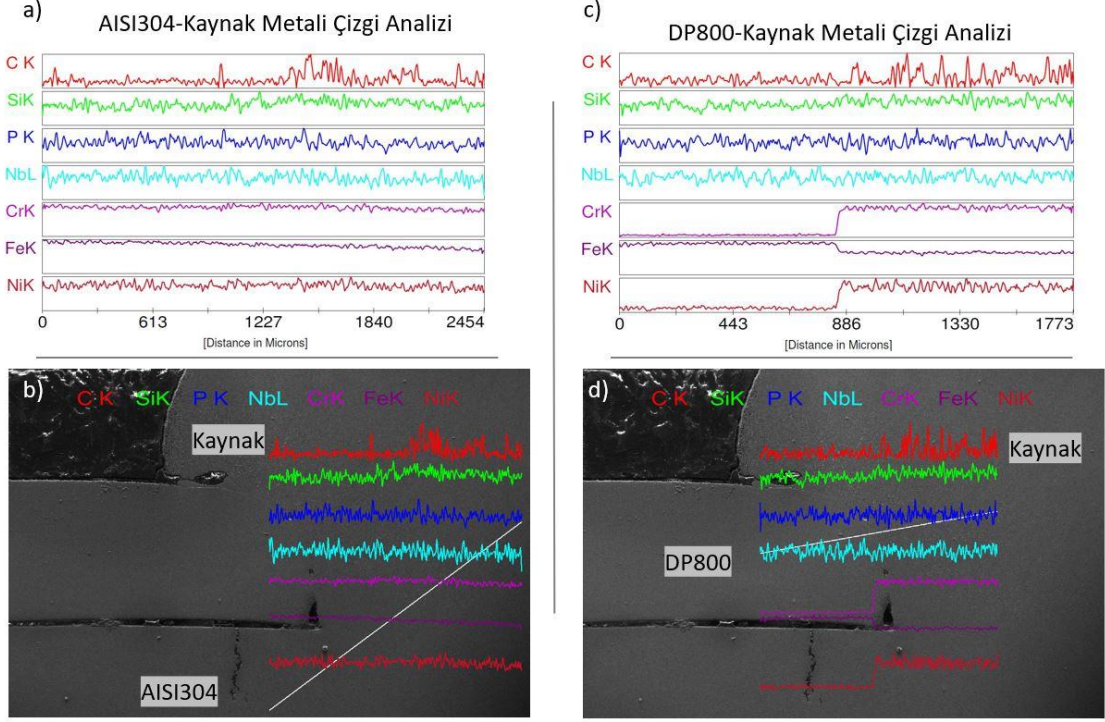 a)
AISI304-Kaynak Metali Çizgi Analizi
C K
SiK
P K
NbL
CrK
FeK
NiK
0 613 1227 1840 2454
[Distance in Microns]
b)
C K SiK P K NbL CrK FeK NiK
Kaynak
AISI304
c)
DP800-Kaynak Metali Çizgi Analizi
C K
SiK
P K
NbL
CrK
FeK
NiK
0 443 886 1330 1773
[Distance in Microns]
d)
C K SiK P K NbL CrK FeK NiK
Kaynak
DP800